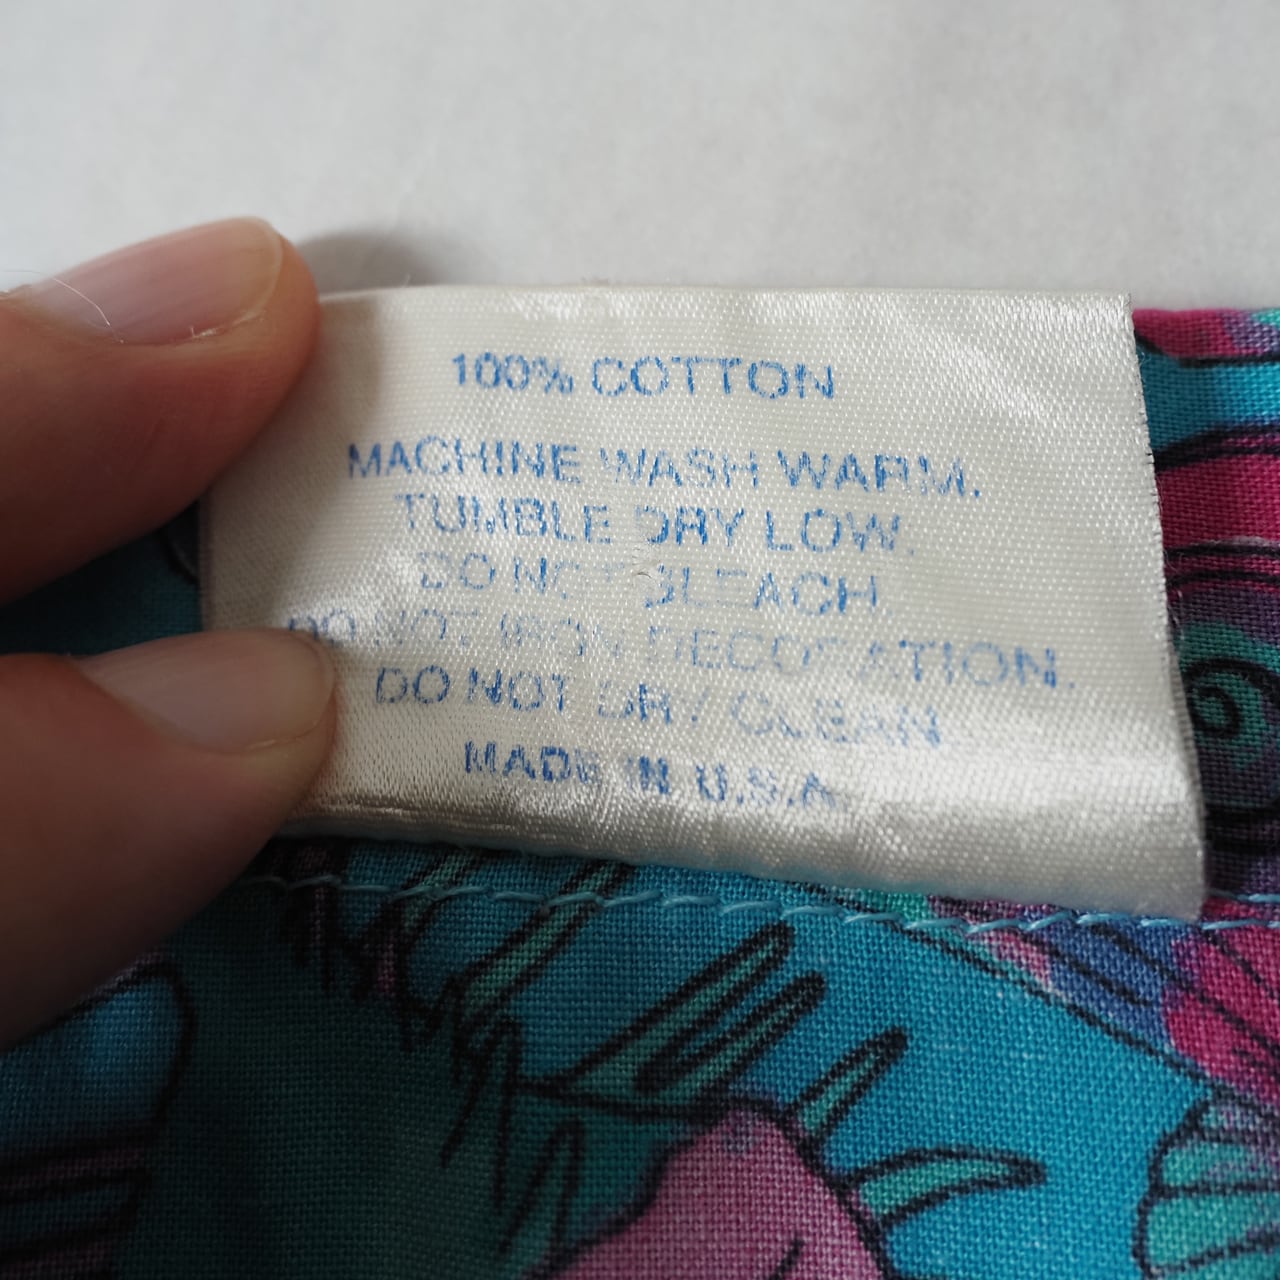 100% COTTON
MACHINE WASH WARM.
TUMBLE DRY LOW.
DO NOT BLEACH.
DO NOT IRON DECORATION.
DO NOT DRY CLEAN
MADE IN U.S.A.